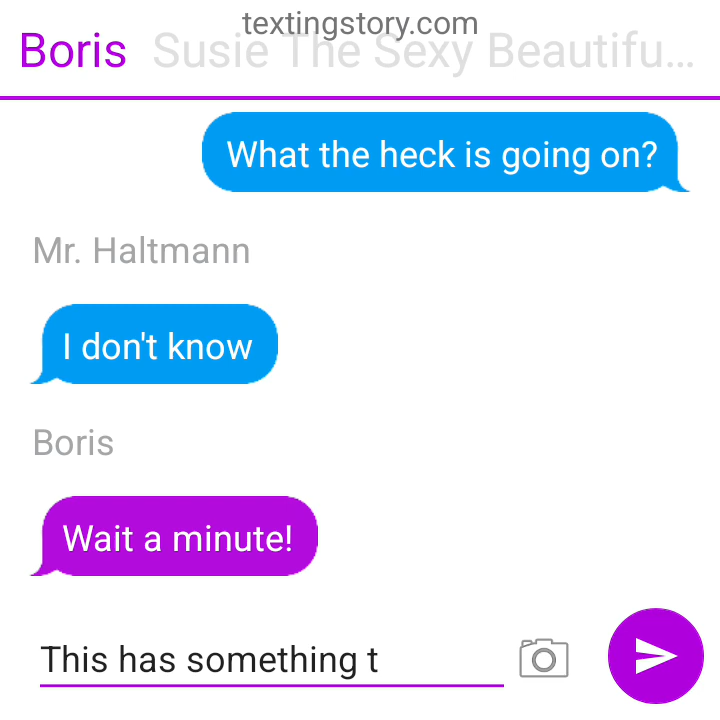 textingstory.com
Boris Susie The Sexy Beautifu...
What the heck is going on?
Mr. Haltmann
I don't know
Boris
Wait a minute!
This has something t